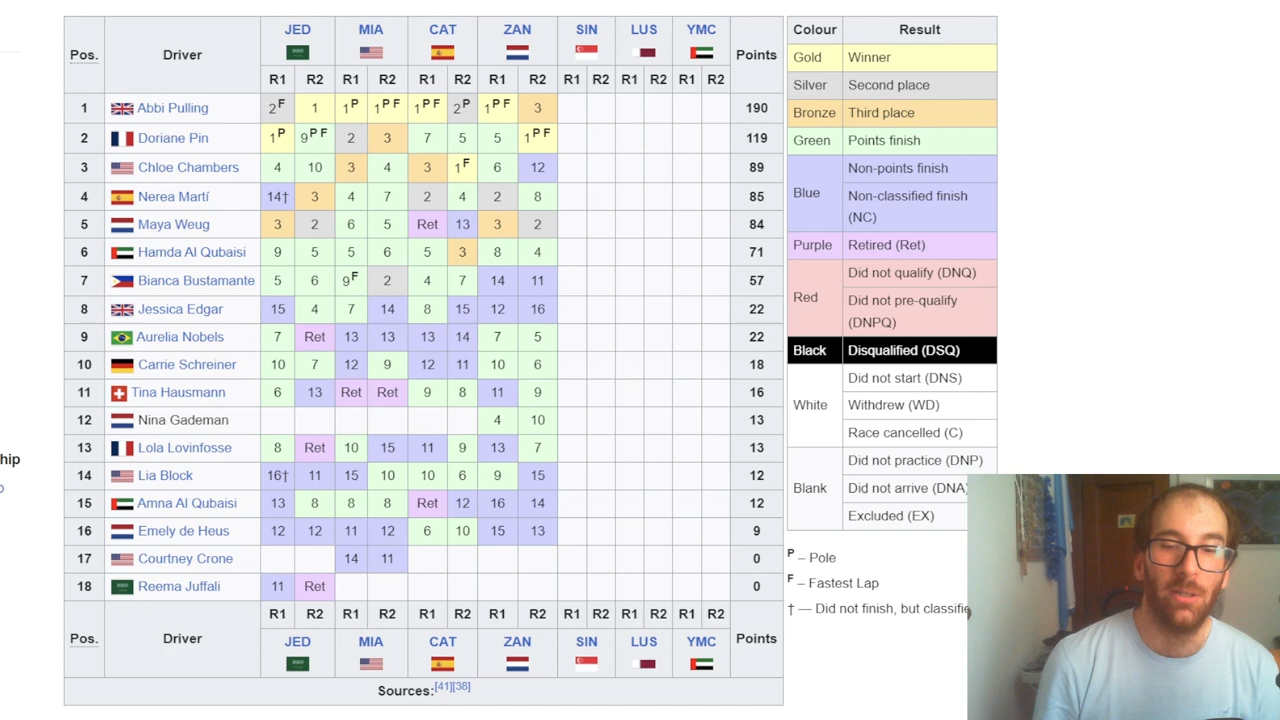 Pos. Driver JED MIA CAT ZAN SIN LUS YMC Points
R1 R2 R1 R2 R1 R2 R1 R2 R1 R2 R1 R2 R1 R2
1 Abbi Pulling 2F 1 1P 1P F 1P F 2P 1P F 3 190
2 Doriane Pin 1P 9P F 2 3 7 5 5 1P F 119
3 Chloe Chambers 4 10 3 4 3 1F 6 12 89
4 Nerea Martí 14† 3 4 7 2 4 2 8 85
5 Maya Weug 3 2 6 5 Ret 13 3 2 84
6 Hamda Al Qubaisi 9 5 5 6 5 3 8 4 71
7 Bianca Bustamante 5 6 9F 2 4 7 14 11 57
8 Jessica Edgar 15 4 7 14 8 15 12 16 22
9 Aurelia Nobels 7 Ret 13 13 13 14 7 5 22
10 Carrie Schreiner 10 7 12 9 12 11 10 6 18
11 Tina Hausmann 6 13 Ret Ret 9 8 11 9 16
12 Nina Gademan 4 10 13
13 Lola Lovinfosse 8 Ret 10 15 11 9 13 7 13
14 Lia Block 16† 11 15 10 10 6 9 15 12
15 Amna Al Qubaisi 13 8 8 8 Ret 12 16 14 12
16 Emely de Heus 12 12 11 12 6 10 15 13 9
17 Courtney Crone 14 11 0
18 Reema Juffali 11 Ret 0
R1 R2 R1 R2 R1 R2 R1 R2 R1 R2 R1 R2 R1 R2
Pos. Driver JED MIA CAT ZAN SIN LUS YMC Points
Sources:[41][38]
Colour Result
Gold Winner
Silver Second place
Bronze Third place
Green Points finish
Blue Non-points finish
Non-classified finish
(NC)
Purple Retired (Ret)
Red Did not qualify (DNQ)
Did not pre-qualify
(DNPQ)
Black Disqualified (DSQ)
White Did not start (DNS)
Withdrew (WD)
Race cancelled (C)
Blank Did not practice (DNP)
Did not arrive (DNA)
Excluded (EX)
P – Pole
F – Fastest Lap
† — Did not finish, but classifie
hip